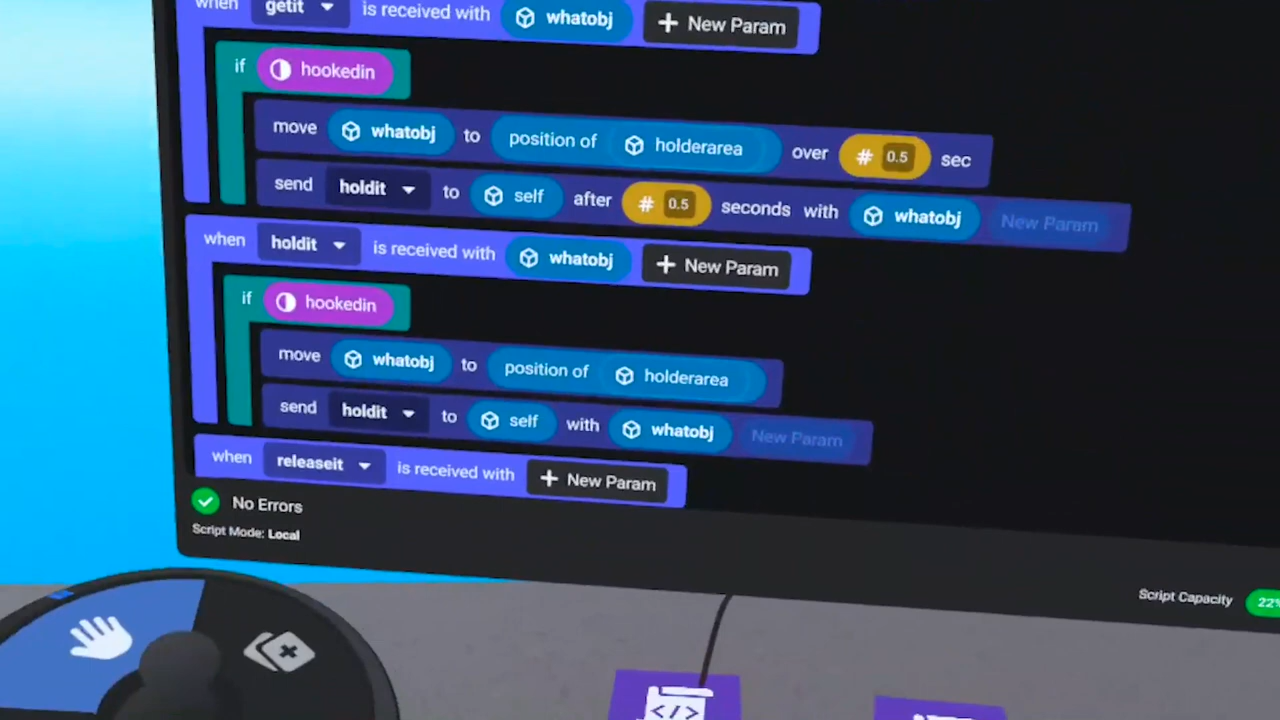 when getit is received with whatobj + New Param
if hookedin
move whatobj to position of holderarea over # 0.5 sec
send holdit to self after # 0.5 seconds with whatobj New Param
when holdit is received with whatobj + New Param
if hookedin
move whatobj to position of holderarea
send holdit to self with whatobj New Param
when releaseit is received with + New Param
No Errors
Script Mode: Local
Script Capacity
22%